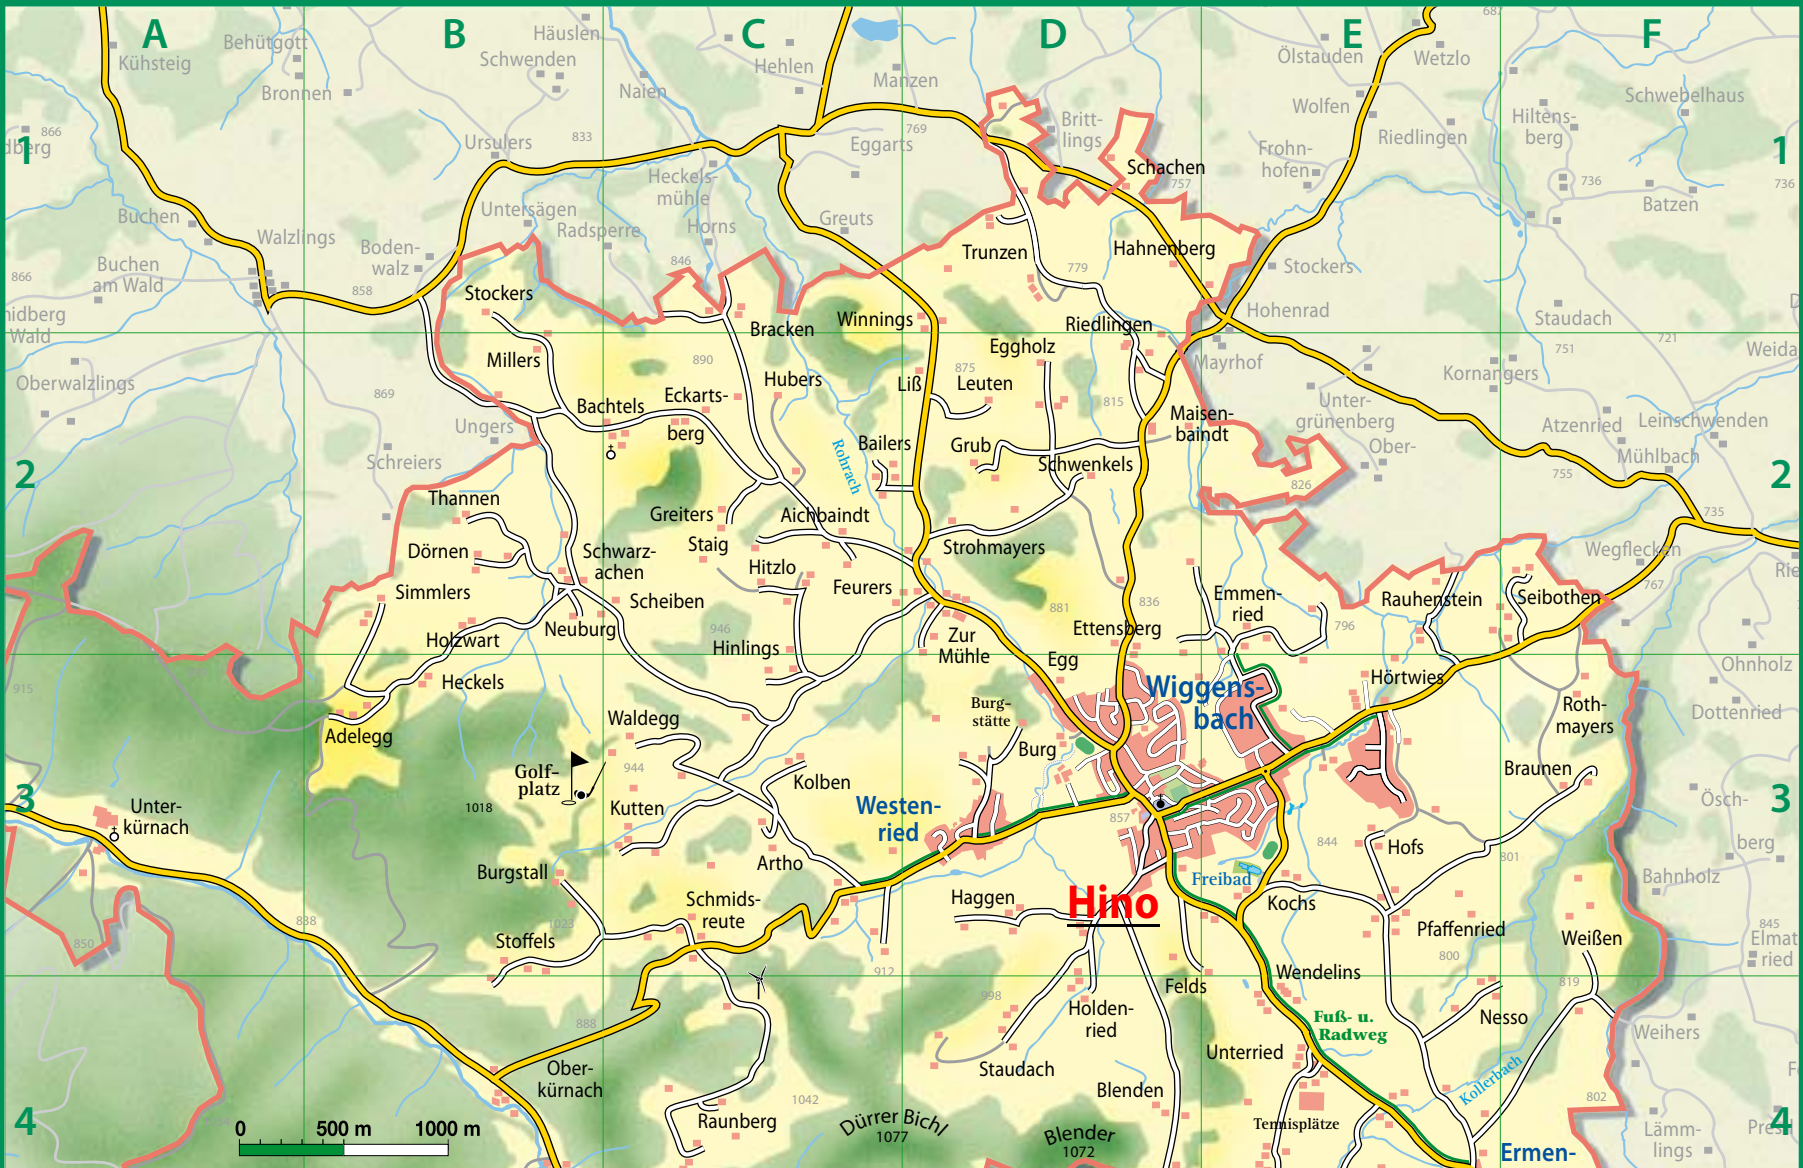 A
B
C
D
E
F
1
1
2
2
3
3
4
4
Kühsteig
Behütgott
Bronnen
Häuslen
Schwenden
Naien
Hehlen
Manzen
Britt-
lings
Ölstauden
Wetzlo
687
Wolfen
Riedlingen
Schwebelhaus
Hiltens-
berg
866
dberg
Ursulers
833
769
Eggarts
Heckels-
mühle
Schachen
757
Frohn-
hofen
736
736
Batzen
Buchen
Walzlings
Untersägen
Radsperre
Horns
Greuts
Boden-
walz
Buchen
am Wald
866
858
846
Trunzen
Hahnenberg
779
Stockers
Hohenrad
Staudach
nidberg
Wald
Stockers
Bracken
Winnings
Riedlingen
Eggholz
Mayrhof
751
721
Weida
Oberwalzlings
869
Millers
890
Hubers
Liß
875
Leuten
815
Kornangers
Unter-
grünenberg
Ober-
Eckarts-
berg
Bachtels
Maisen-
baindt
Atzenried
Leinschwenden
Mühlbach
Ungers
Schreiers
Rohrach
Bailers
Grub
Schwenkels
826
755
735
Thannen
Greiters
Aichbaindt
Staig
Strohmayers
Wegflecken
767
Rie
Dörnen
Schwarz-
achen
Hitzlo
Feurers
Simmlers
Scheiben
Emmen-
ried
Rauhenstein
Seibothen
881
836
796
Holzwart
Neuburg
946
Hinlings
Zur
Mühle
Ettensberg
Egg
915
Heckels
Wiggens-
bach
Hörtwies
Ohnholz
Burg-
stätte
Roth-
mayers
Dottenried
Adelegg
Waldegg
Burg
Golf-
platz
944
Kolben
Braunen
1018
Kutten
Westen-
ried
857
Ösch-
berg
Unter-
kürnach
Artho
844
Hofs
801
Burgstall
Freibad
Bahnholz
Schmids-
reute
Haggen
Hino
Kochs
838
1023
Pfaffenried
845
850
Stoffels
Weißen
Elmat
ried
912
Wendelins
800
Felds
819
998
Holden-
ried
Fuß- u.
Radweg
Nesso
888
Weihers
Unterried
Ober-
kürnach
Staudach
Kollerbach
Blenden
802
1042
Raunberg
Dürrer Bichl
1077
Blender
1072
Tennisplätze
Lämm-
lings
Ermen-
0
500 m
1000 m